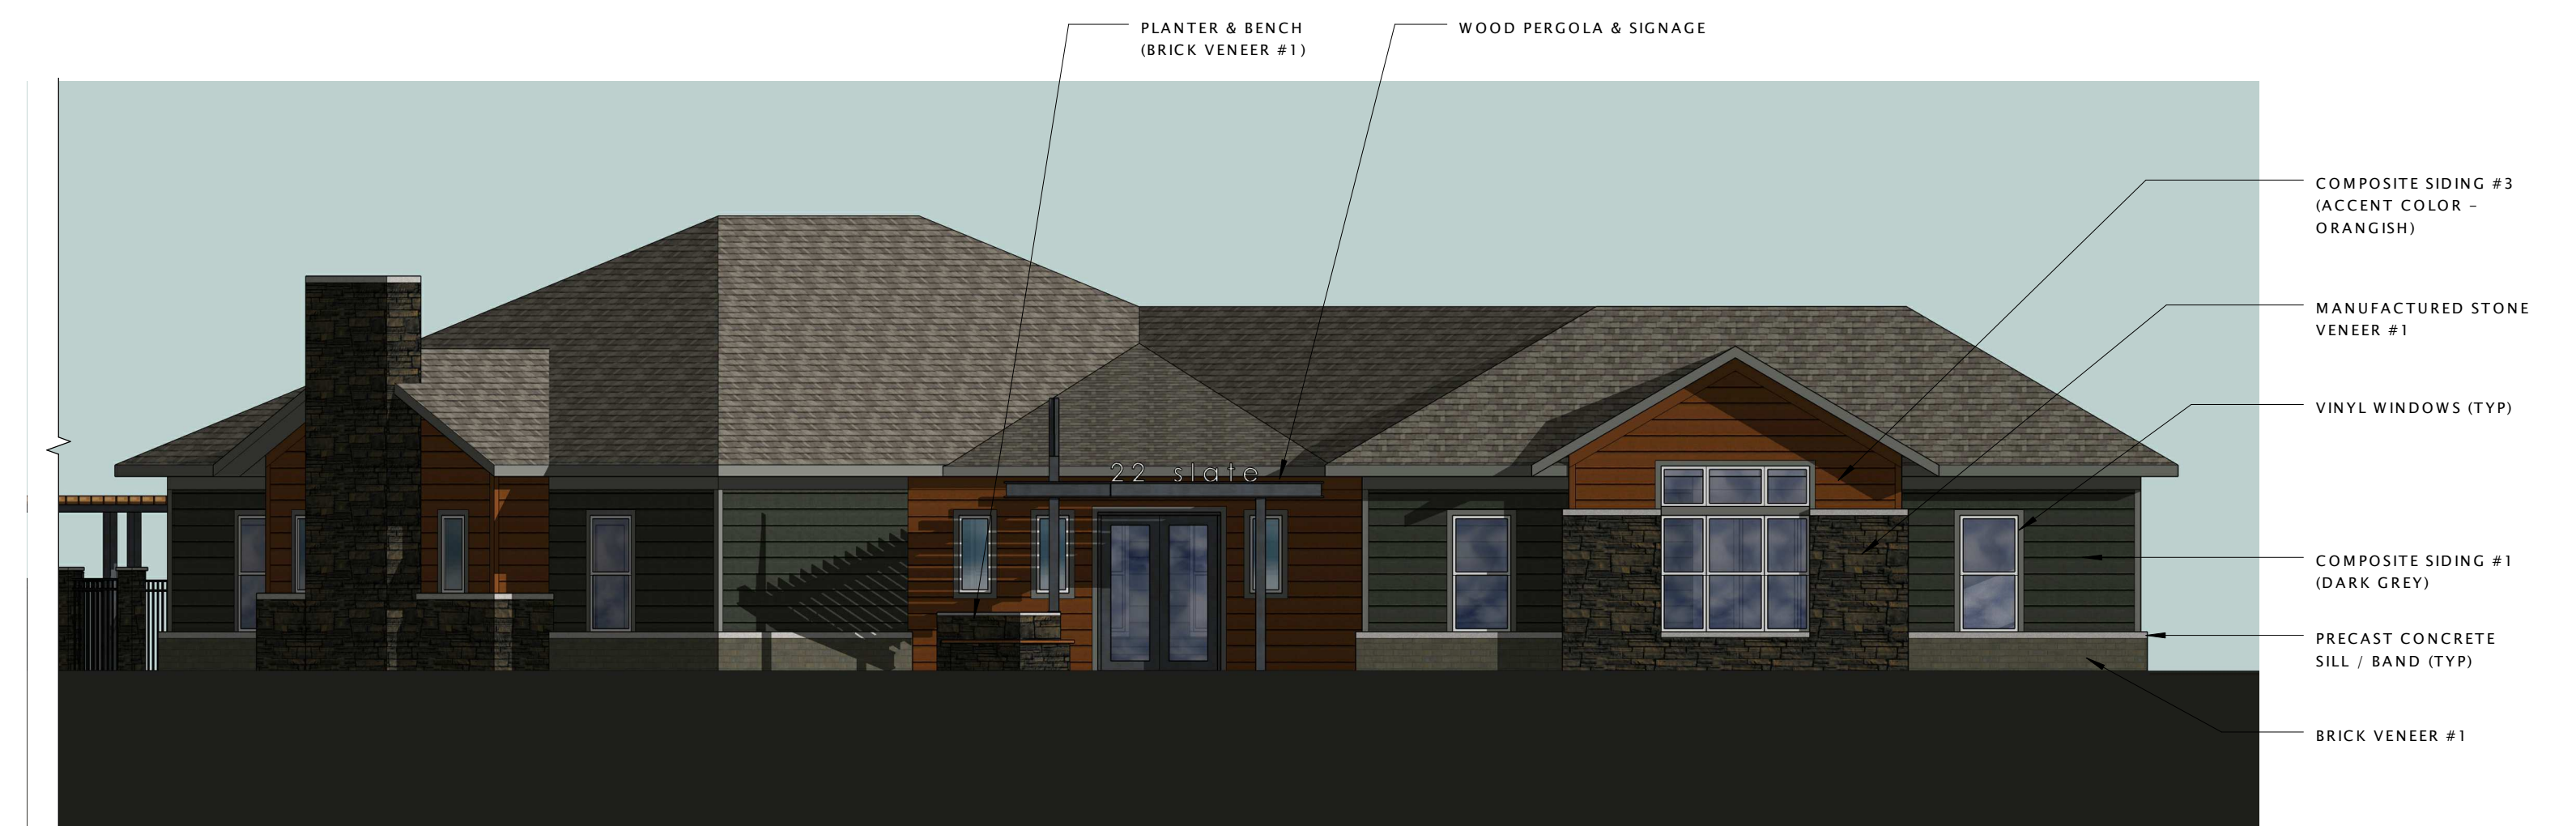 PLANTER & BENCH
(BRICK VENEER #1)
WOOD PERGOLA & SIGNAGE
COMPOSITE SIDING #3
(ACCENT COLOR –
ORANGISH)
MANUFACTURED STONE
VENEER #1
VINYL WINDOWS (TYP)
22 slate
COMPOSITE SIDING #1
(DARK GREY)
PRECAST CONCRETE
SILL / BAND (TYP)
BRICK VENEER #1